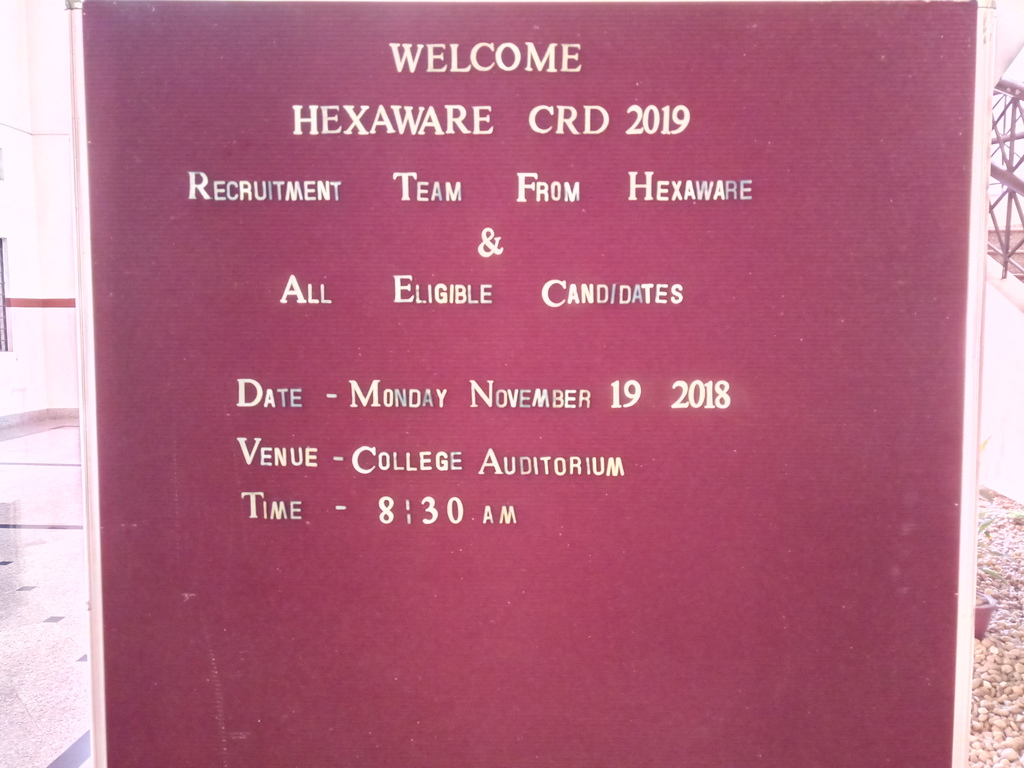 WELCOME
HEXAWARE CRD 2019
RECRUITMENT TEAM FROM HEXAWARE
&
ALL ELIGIBLE CANDIDATES
DATE - MONDAY NOVEMBER 19 2018
VENUE - COLLEGE AUDITORIUM
TIME - 8:30 AM